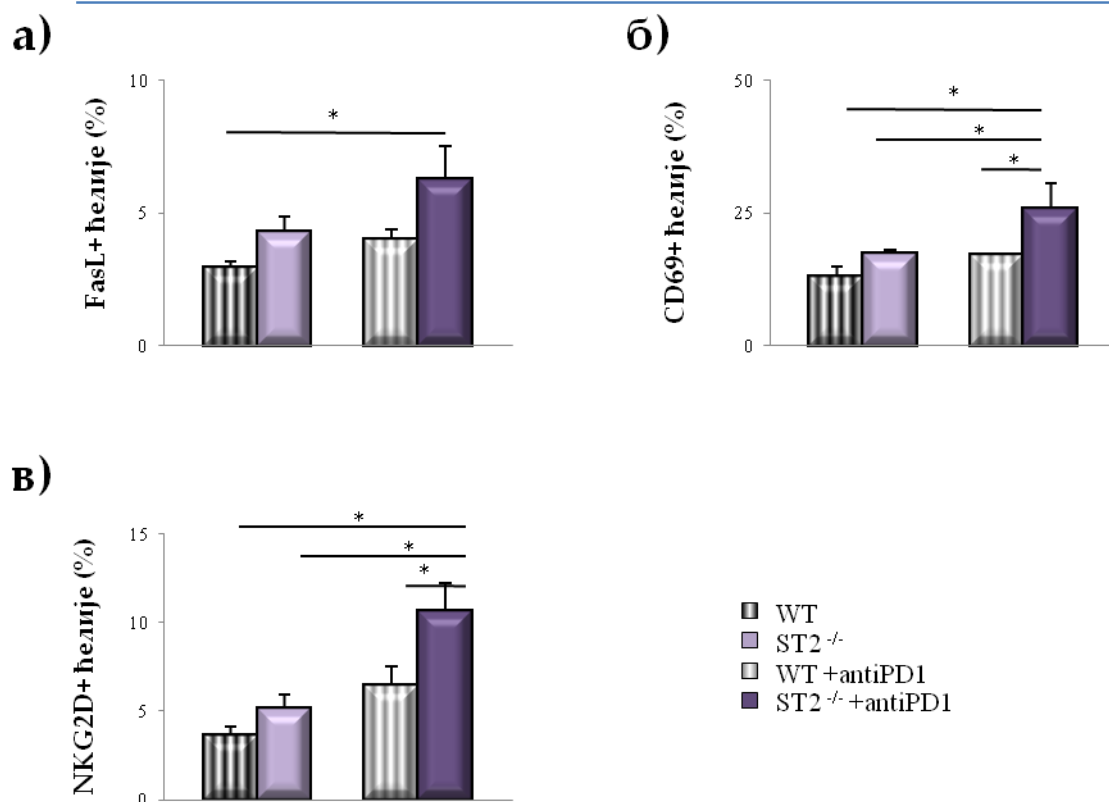 а)
FasL+ ћелије (%)
10
5
0
*
б)
CD69+ ћелије (%)
50
25
0
*
*
*
в)
NKG2D+ ћелије (%)
15
10
5
0
*
*
*
WT
ST2 -/-
WT +antiPD1
ST2 -/- +antiPD1